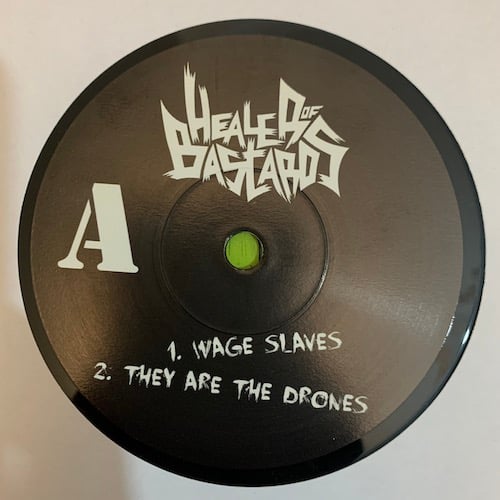 HEALER OF
BASTARDS
A
1. WAGE SLAVES
2. THEY ARE THE DRONES